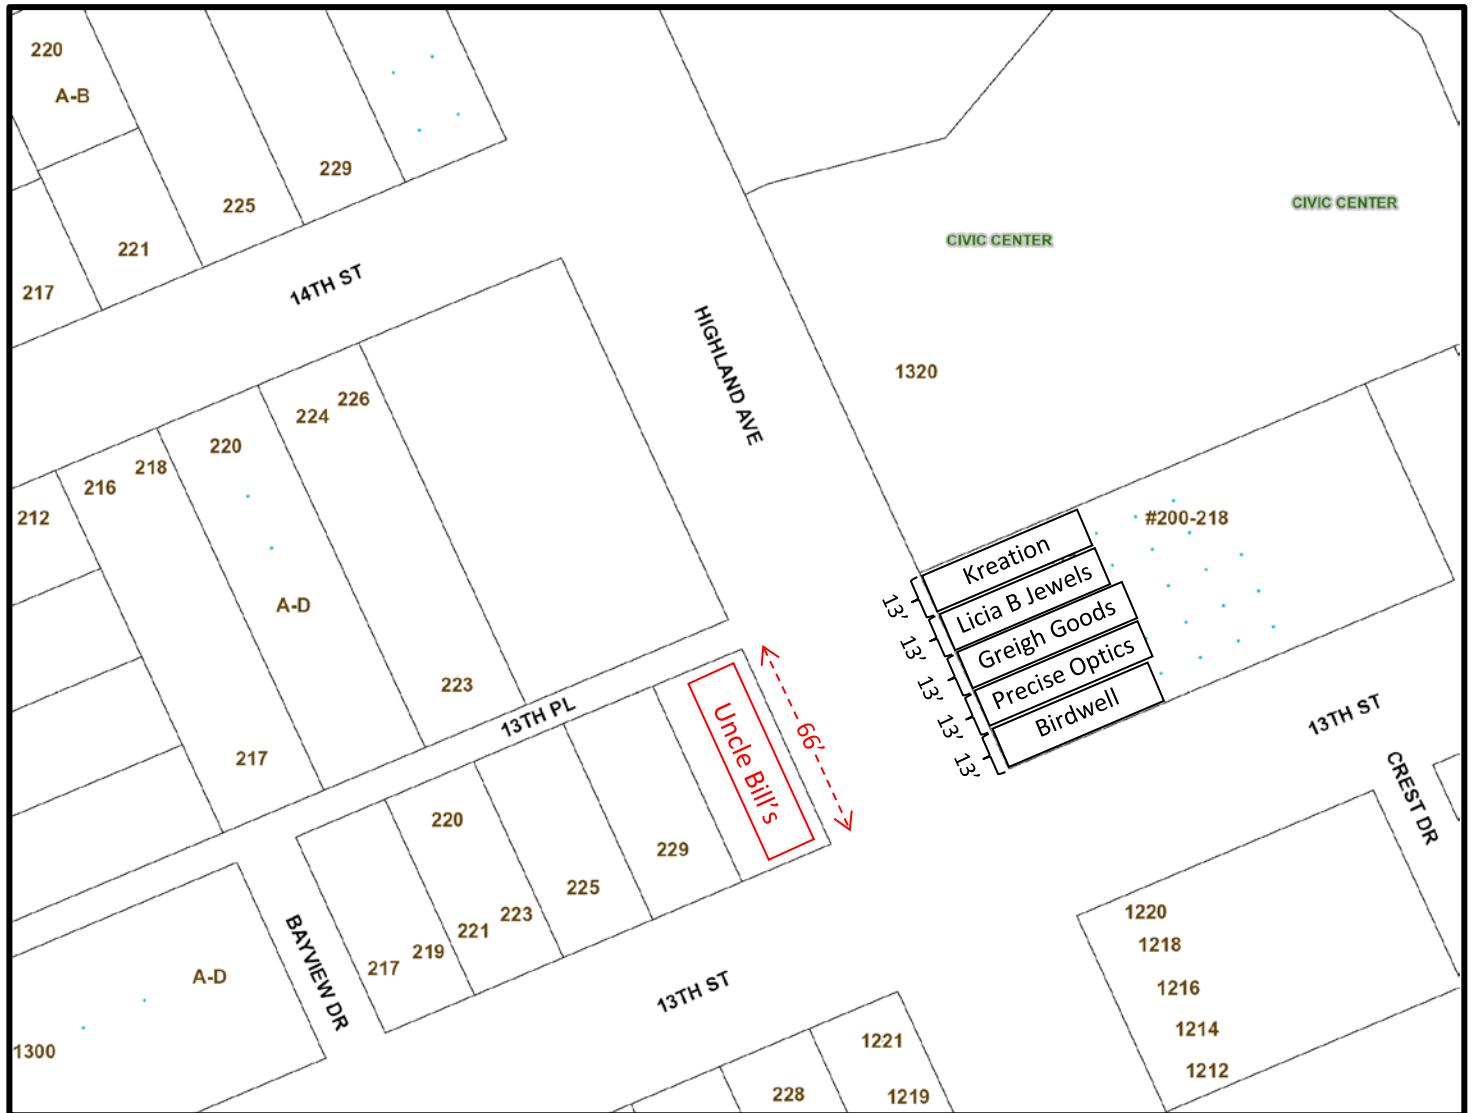 220
A-B
229
225
221
217
14TH ST
CIVIC CENTER
CIVIC CENTER
HIGHLAND AVE
1320
226
224
220
218
216
212
A-D
223
217
13TH PL
#200-218
Kreation
Licia B Jewels
Greigh Goods
Precise Optics
Birdwell
13’
13’
13’
13’
13’
Uncle Bill’s
66’
13TH ST
CREST DR
220
229
225
223
221
219
217
BAYVIEW DR
A-D
1300
13TH ST
1220
1218
1216
1214
1212
1221
1219
228